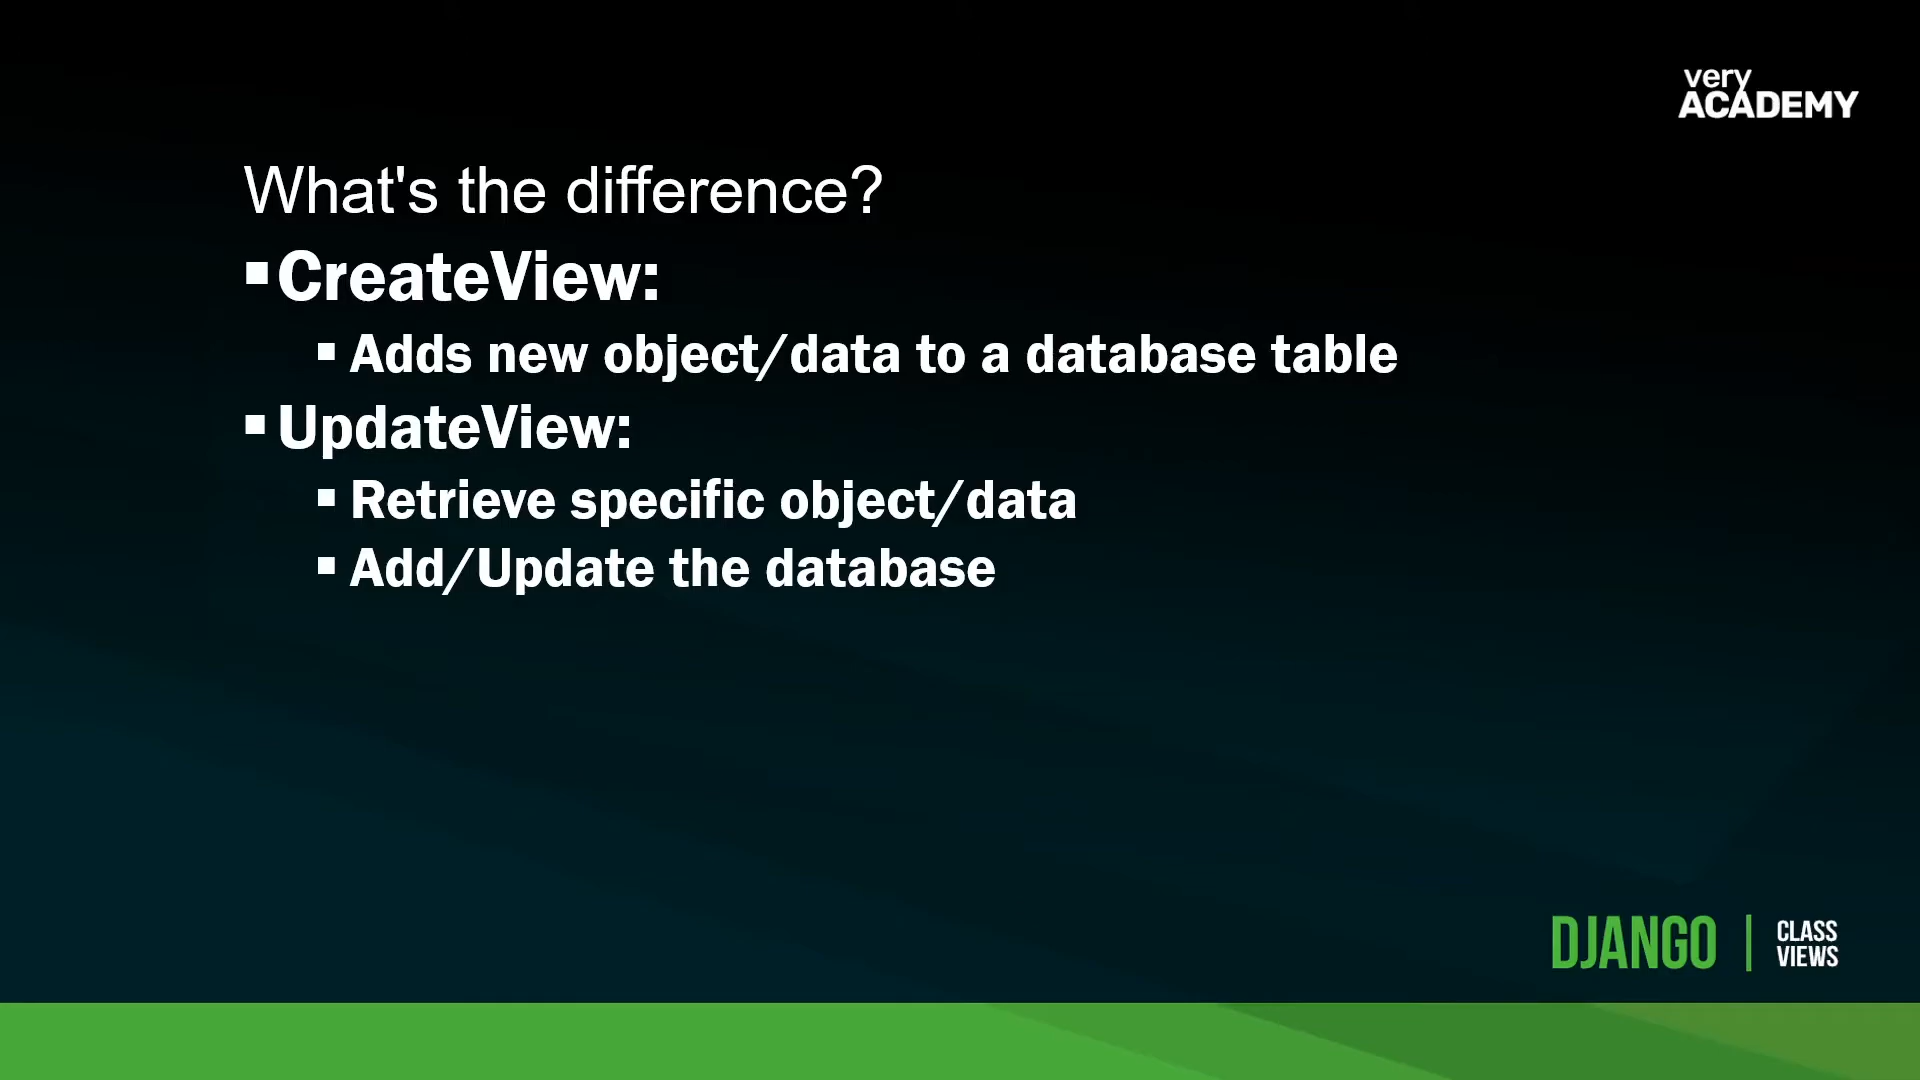 very
ACADEMY
What's the difference?
▪CreateView:
▪ Adds new object/data to a database table
▪ UpdateView:
▪ Retrieve specific object/data
▪ Add/Update the database
DJANGO | CLASS
VIEWS